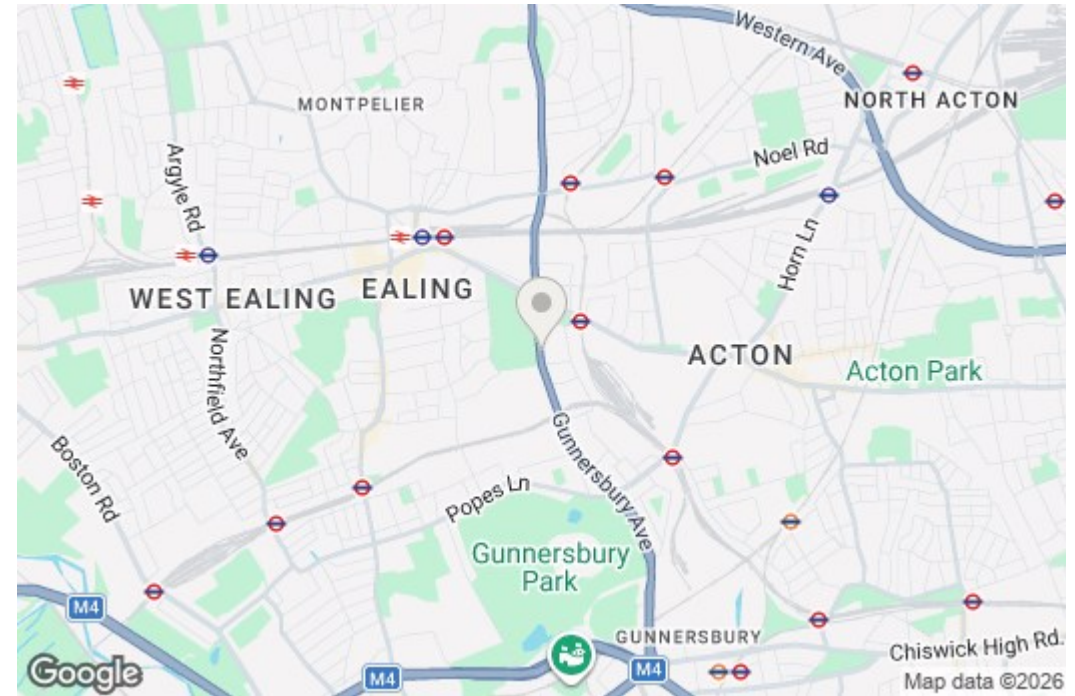 Western Ave
MONTPELIER
NORTH ACTON
Argyle Rd
Noel Rd
Horn Ln
WEST EALING
EALING
ACTON
Acton Park
Northfield Ave
Gunnersbury Ave
Boston Rd
Popes Ln
Gunnersbury
Park
M4
GUNNERSBURY
Chiswick High Rd.
M4
M4
Google
Map data ©2026